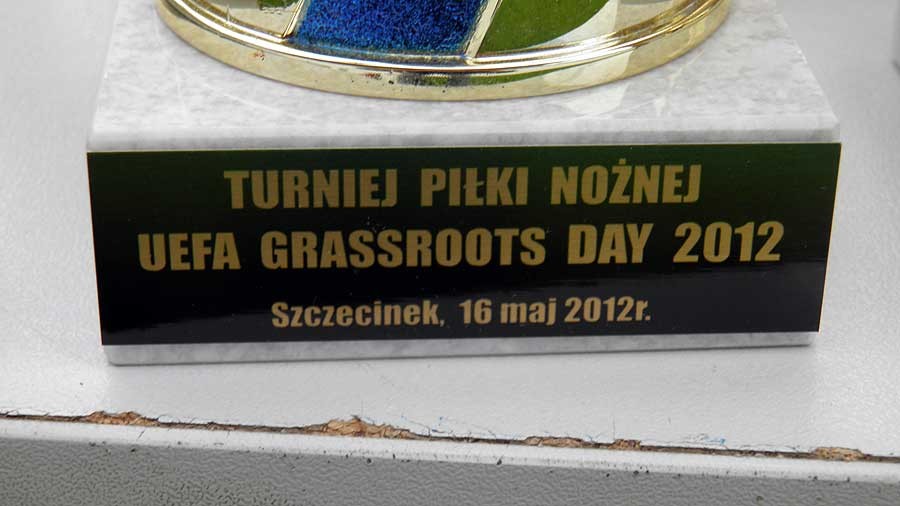 TURNIEJ PIŁKI NOŻNEJ
UEFA GRASSROOTS DAY 2012
Szczecinek, 16 maj 2012r.